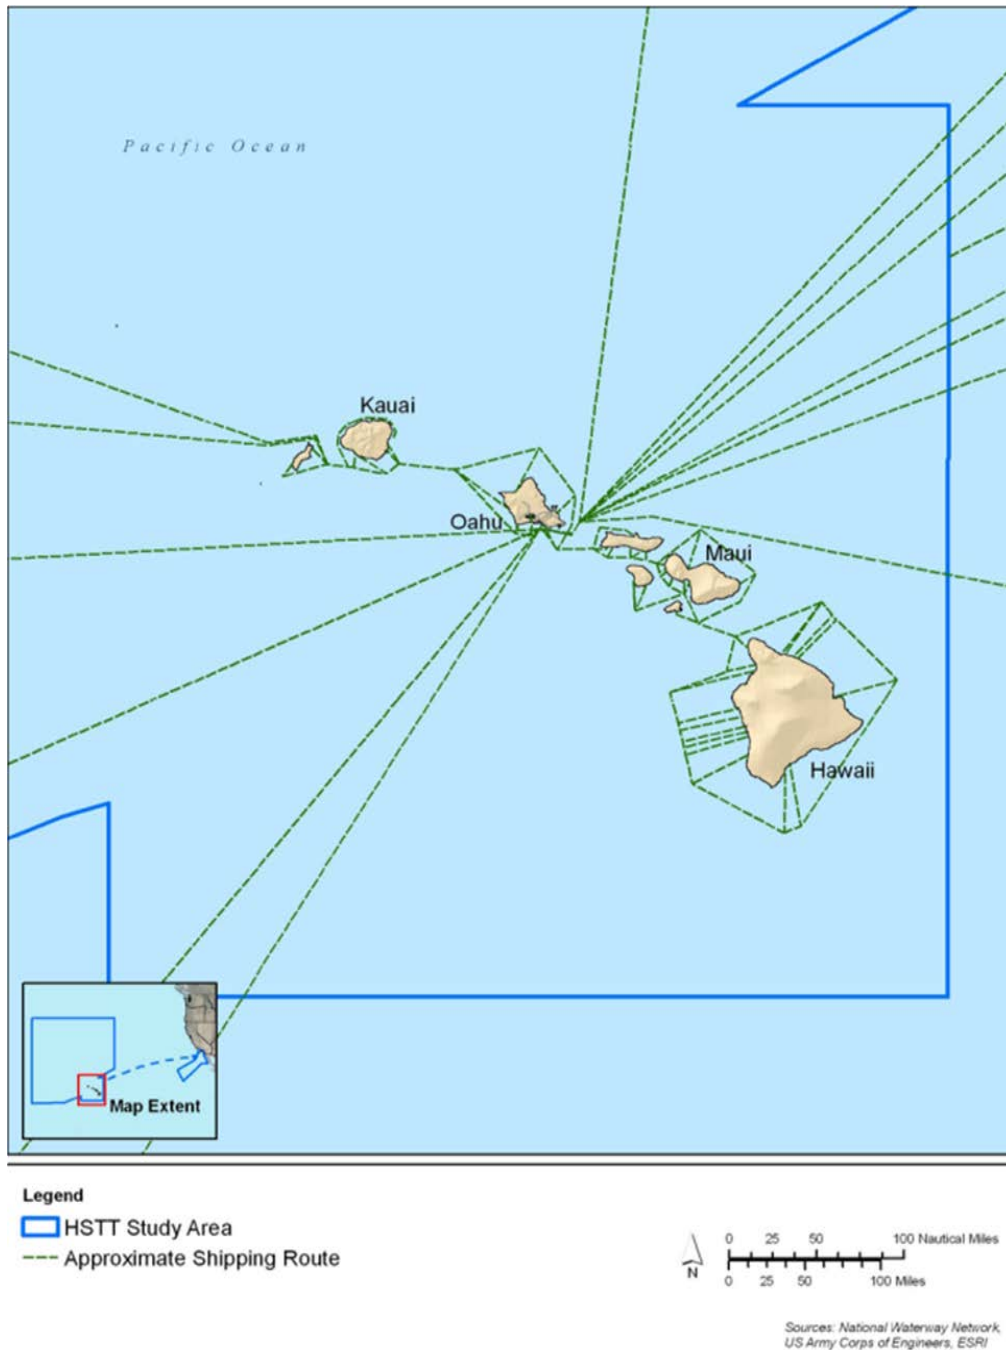 Pacific Ocean
Kauai
Oahu
Maui
Hawaii
Map Extent
Legend
HSTT Study Area
Approximate Shipping Route
N
0 25 50 100 Nautical Miles
0 25 50 100 Miles
Sources: National Waterway Network,
US Army Corps of Engineers, ESRI